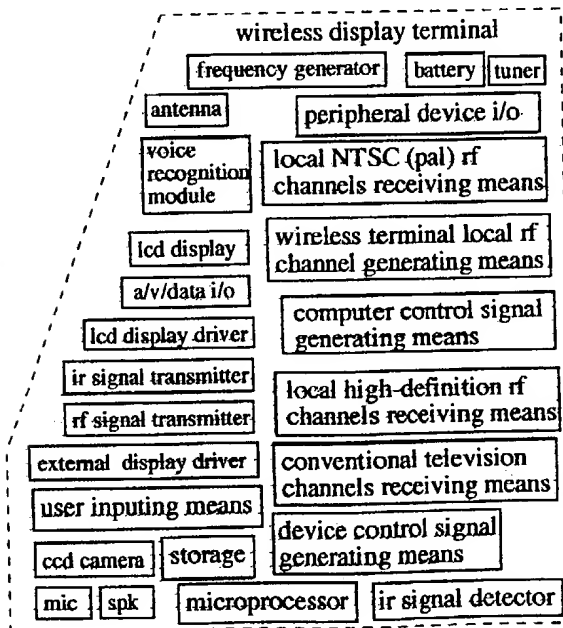 wireless display terminal
frequency generator
battery
tuner
antenna
peripheral device i/o
voice
recognition
module
local NTSC (pal) rf
channels receiving means
lcd display
wireless terminal local rf
channel generating means
a/v/data i/o
computer control signal
generating means
lcd display driver
ir signal transmitter
local high-definition rf
channels receiving means
rf signal transmitter
external display driver
conventional television
channels receiving means
user inputing means
device control signal
generating means
ccd camera
storage
mic
spk
microprocessor
ir signal detector